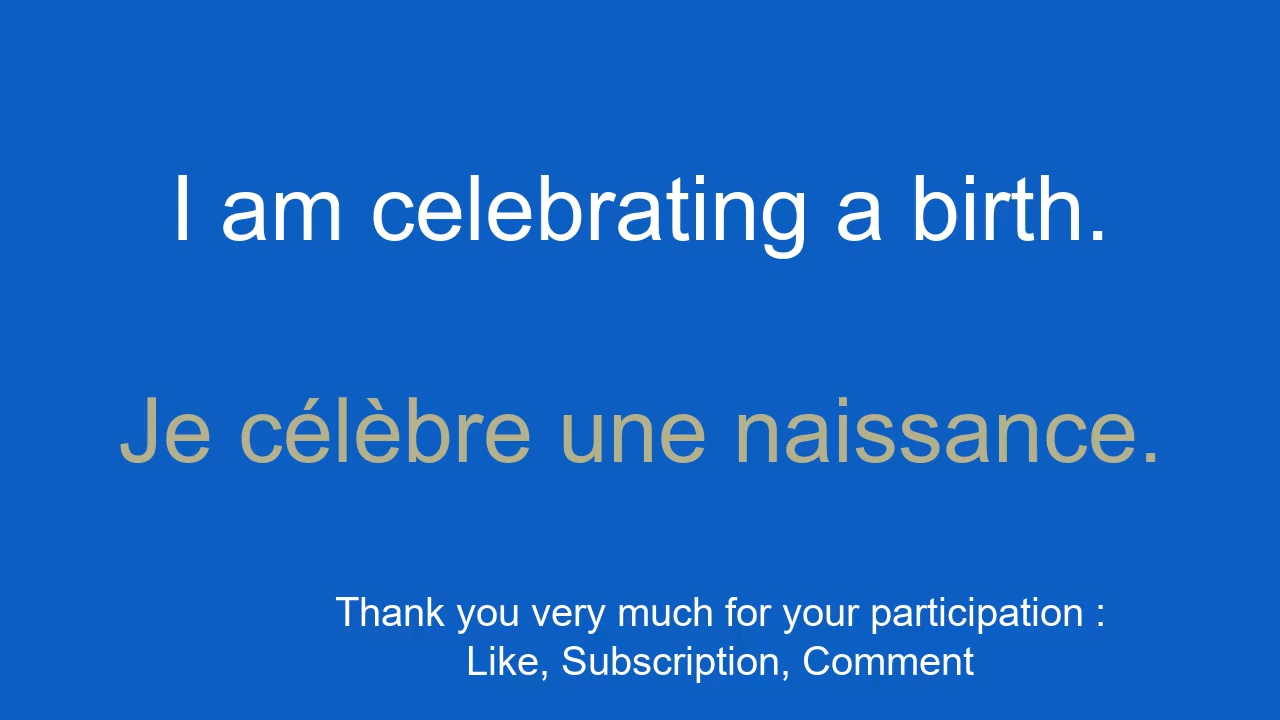 I am celebrating a birth.
Je célèbre une naissance.
Thank you very much for your participation :
Like, Subscription, Comment